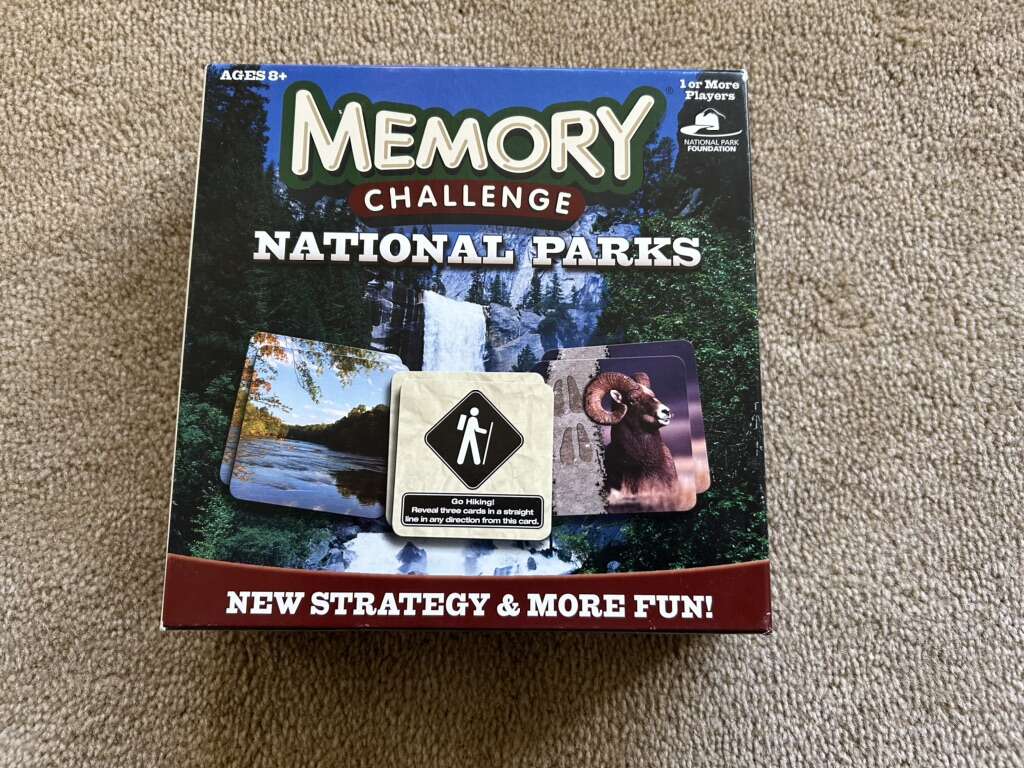 AGES 8+
1 or More
Players
MEMORY®
CHALLENGE
NATIONAL PARK
FOUNDATION
NATIONAL PARKS
Go Hiking!
Reveal three cards in a straight
line in any direction from this card.
NEW STRATEGY & MORE FUN!